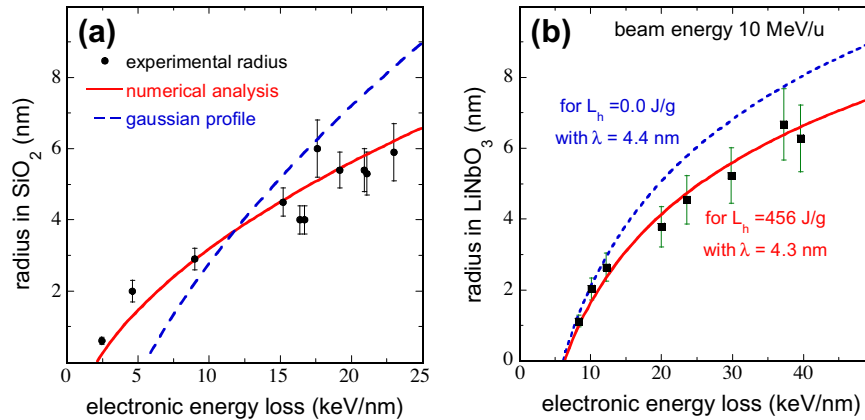 (a)
experimental radius
numerical analysis
gaussian profile
radius in SiO₂ (nm)
8
6
4
2
0
0 5 10 15 20 25
electronic energy loss (keV/nm)
(b)
beam energy 10 MeV/u
for Lₕ =0.0 J/g
with λ = 4.4 nm
for Lₕ =456 J/g
with λ = 4.3 nm
radius in LiNbO₃ (nm)
8
6
4
2
0
0 10 20 30 40
electronic energy loss (keV/nm)